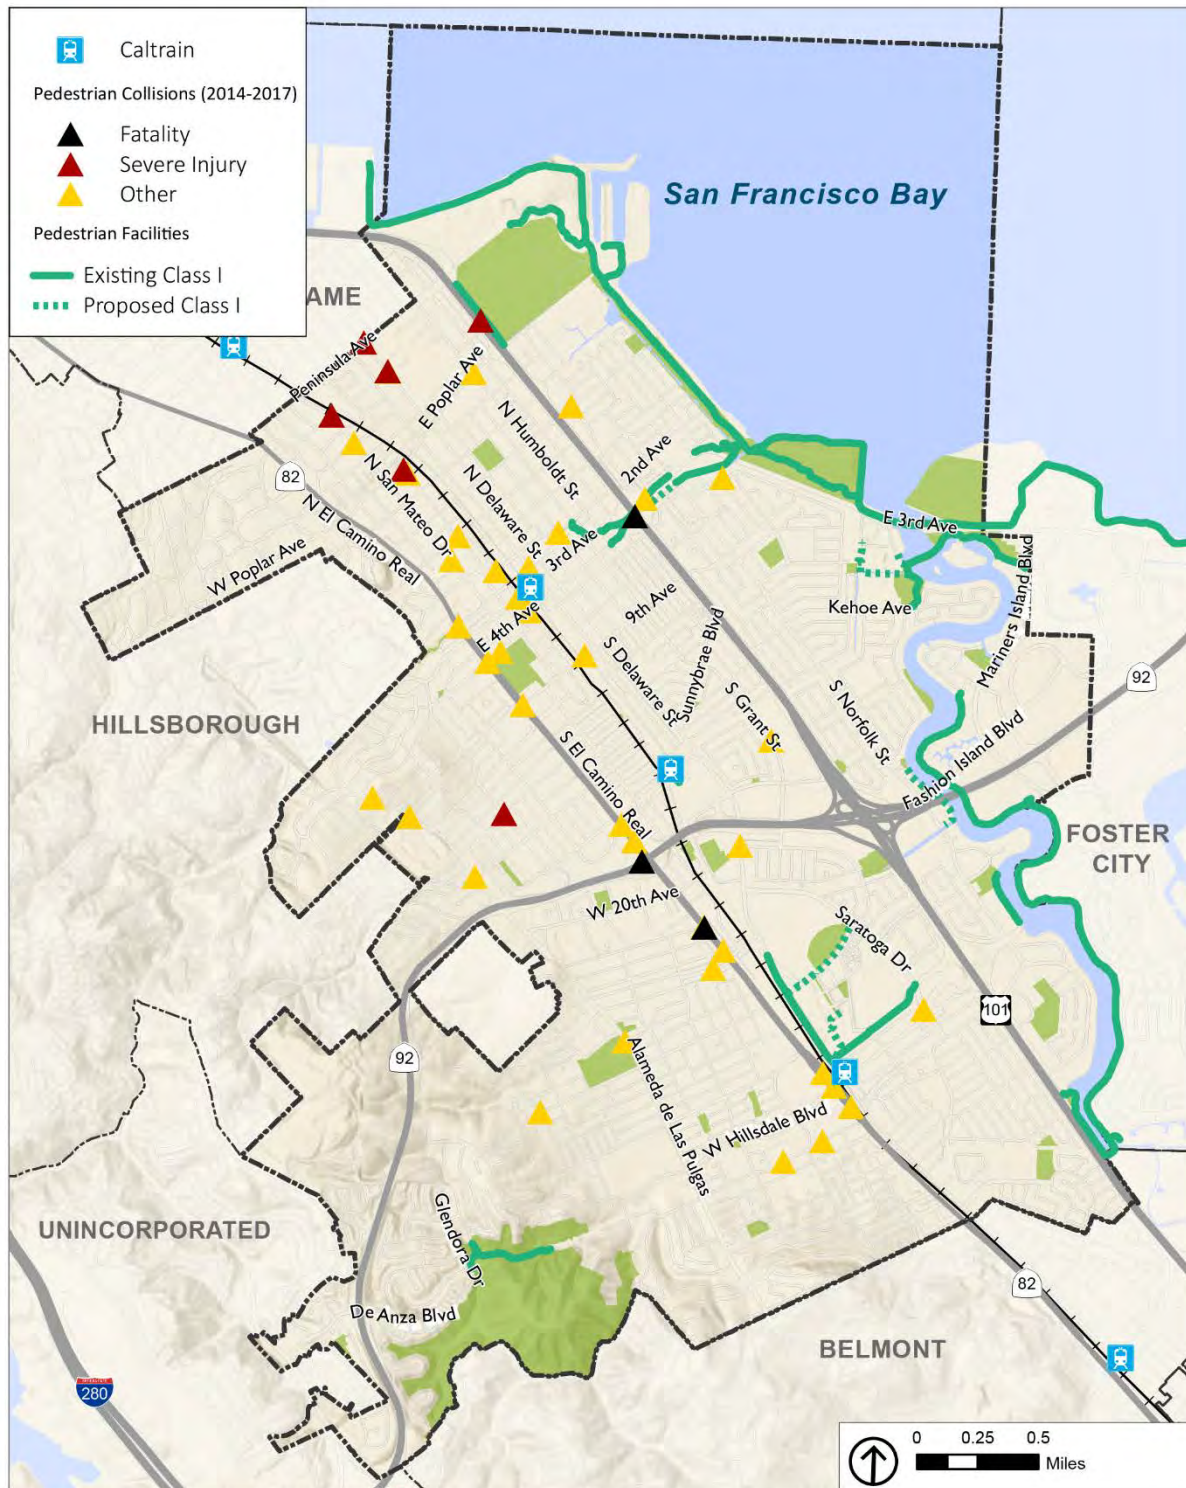 Caltrain
Pedestrian Collisions (2014-2017)
Fatality
Severe Injury
Other
Pedestrian Facilities
Existing Class I
Proposed Class I
AME
San Francisco Bay
Peninsula Ave
E Poplar Ave
N Humboldt St
2nd Ave
82
N San Mateo Dr
N Delaware St
N El Camino Real
3rd Ave
E 3rd Ave
W Poplar Ave
Kehoe Ave
Mariners Island Blvd
9th Ave
E 4th Ave
S Delaware St
Sunnybrae Blvd
S Grant St
S Norfolk St
92
HILLSBOROUGH
S El Camino Real
Fashion Island Blvd
FOSTER
CITY
W 20th Ave
Saratoga Dr
101
92
Alameda de Las Pulgas
W Hillsdale Blvd
UNINCORPORATED
Glendora Dr
De Anza Blvd
82
BELMONT
INTERSTATE
280
0 0.25 0.5
Miles